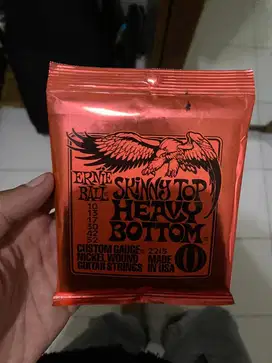 ERNIE BALL
SKINNY TOP
HEAVY
BOTTOM
10
13
17
30
42
52
CUSTOM GAUGE
NICKEL WOUND
GUITAR STRINGS
2215
MADE
IN USA